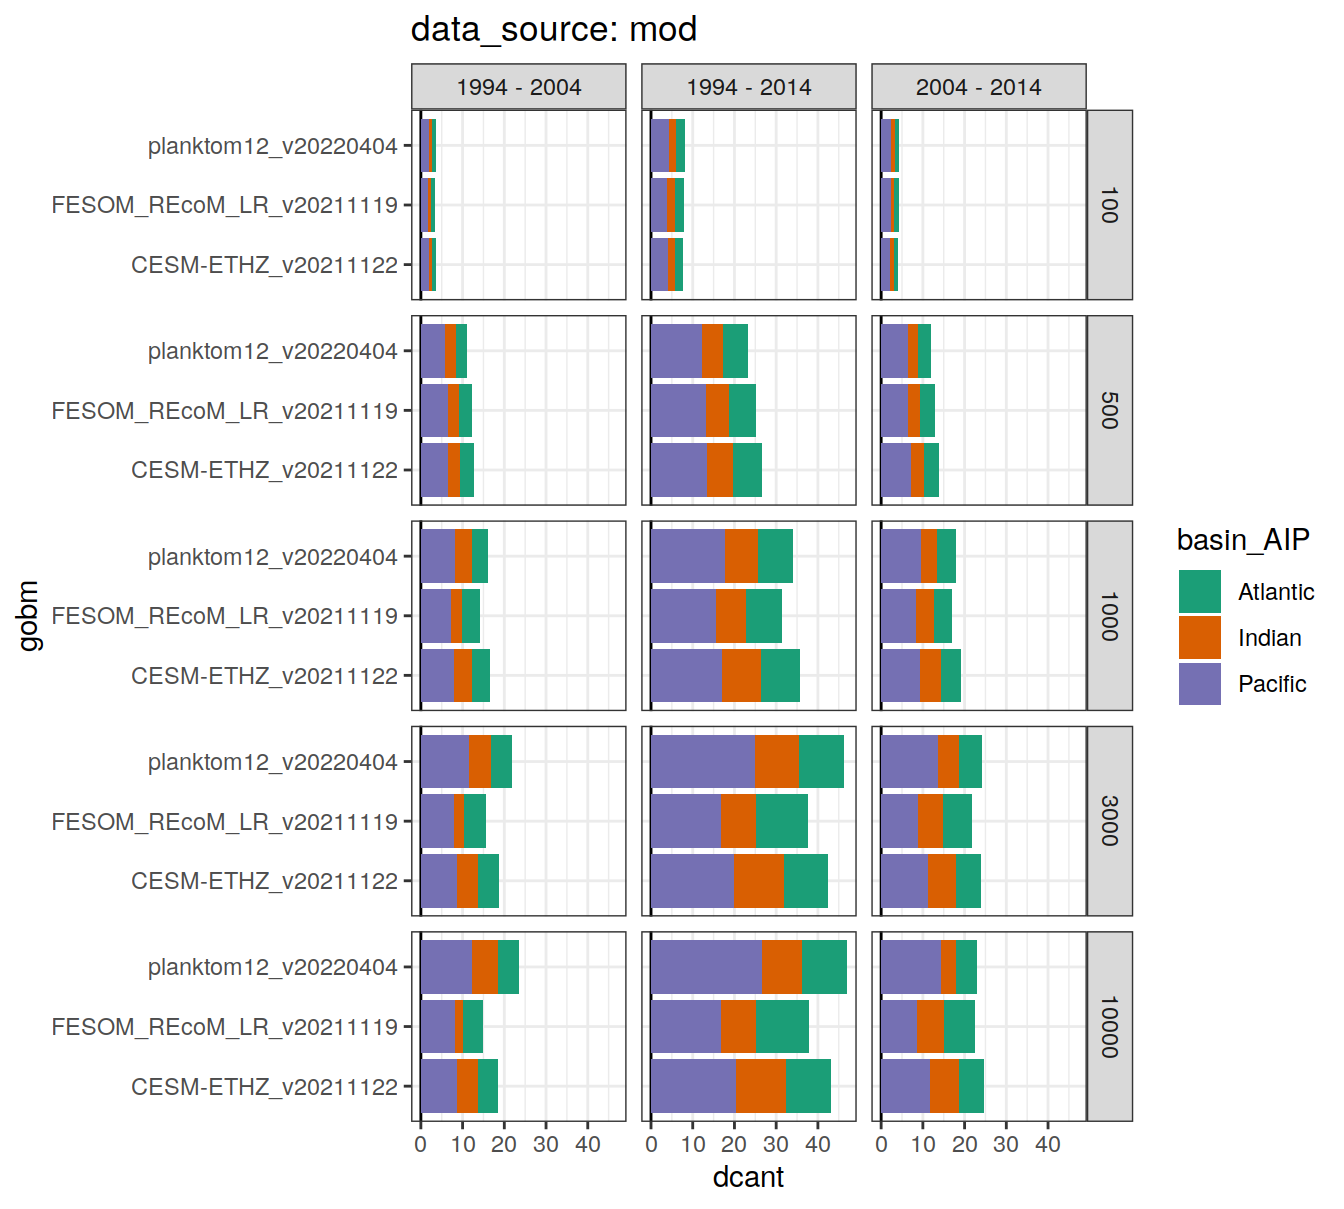 data_source: mod
1994 - 2004
1994 - 2014
2004 - 2014
planktom12_v20220404
FESOM_REcoM_LR_v20211119
CESM-ETHZ_v20211122
100
planktom12_v20220404
FESOM_REcoM_LR_v20211119
CESM-ETHZ_v20211122
500
planktom12_v20220404
FESOM_REcoM_LR_v20211119
CESM-ETHZ_v20211122
1000
planktom12_v20220404
FESOM_REcoM_LR_v20211119
CESM-ETHZ_v20211122
3000
planktom12_v20220404
FESOM_REcoM_LR_v20211119
CESM-ETHZ_v20211122
10000
gobm
0 10 20 30 40
0 10 20 30 40
0 10 20 30 40
dcant
basin_AIP
Atlantic
Indian
Pacific